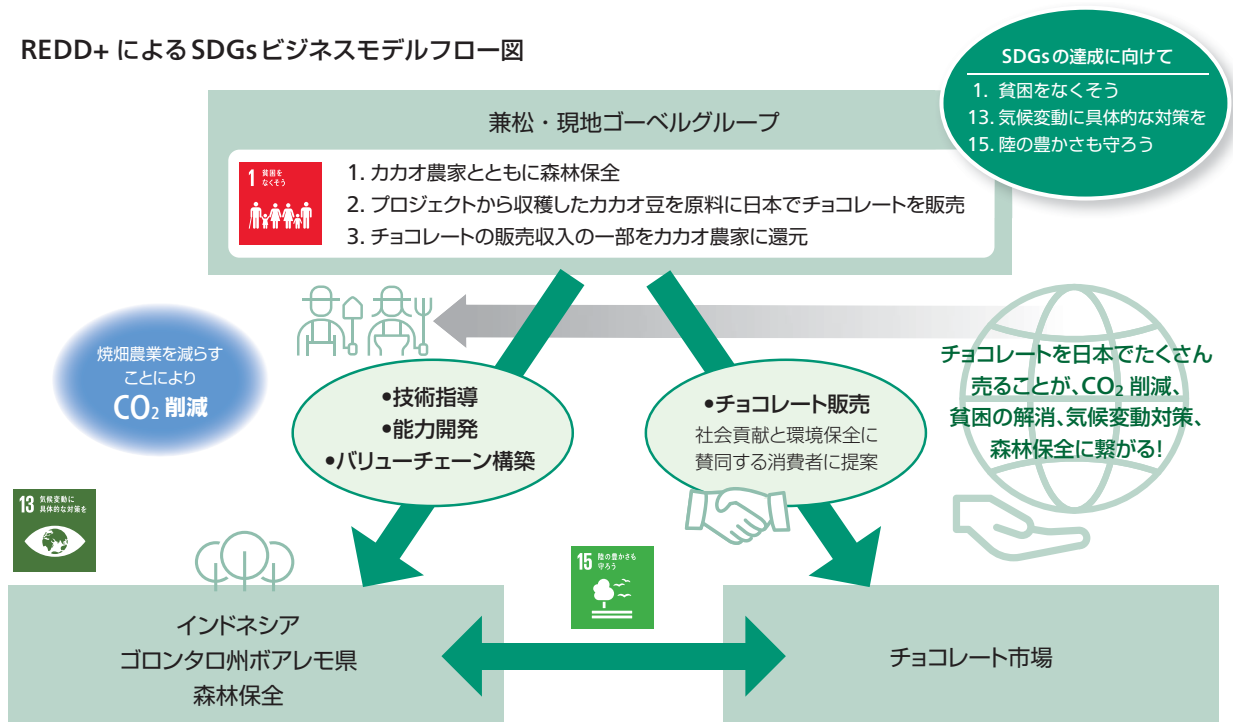 REDD+ によるSDGsビジネスモデルフロー図
SDGsの達成に向けて
1. 貧困をなくそう
13. 気候変動に具体的な対策を
15. 陸の豊かさも守ろう
兼松・現地ゴーベルグループ
1 貧困を
なくそう
1. カカオ農家とともに森林保全
2. プロジェクトから収穫したカカオ豆を原料に日本でチョコレートを販売
3. チョコレートの販売収入の一部をカカオ農家に還元
焼畑農業を減らす
ことにより
CO₂ 削減
•技術指導
•能力開発
•バリューチェーン構築
•チョコレート販売
社会貢献と環境保全に
賛同する消費者に提案
チョコレートを日本でたくさん
売ることが、CO₂ 削減、
貧困の解消、気候変動対策、
森林保全に繋がる!
13 気候変動に
具体的な対策を
15 陸の豊かさも
守ろう
インドネシア
ゴロンタロ州ボアレモ県
森林保全
チョコレート市場